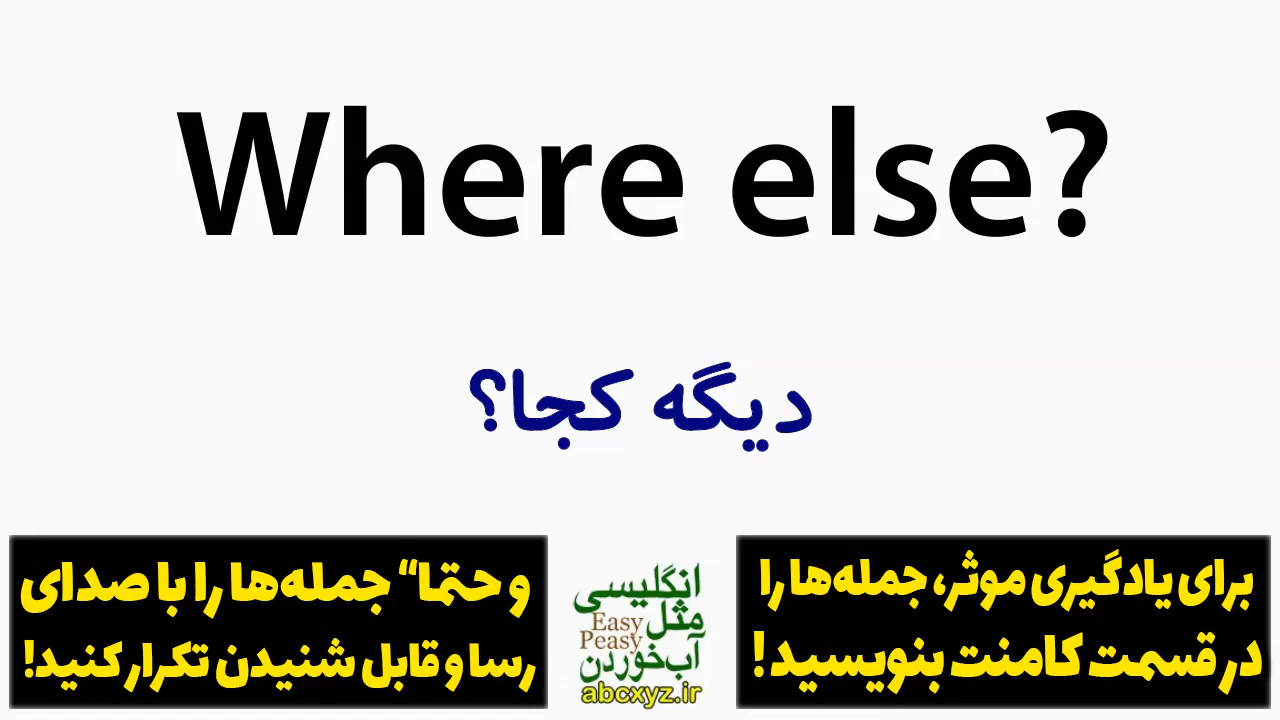 Where else?
دیگه کجا؟
برای یادگیری موثر، جمله‌ها را
در قسمت کامنت بنویسید!
و حتما“ جمله‌ها را با صدای
رسا و قابل شنیدن تکرار کنید!
انگلیسی
مثل
Easy
Peasy
آب‌خوردن
abcxyz.ir